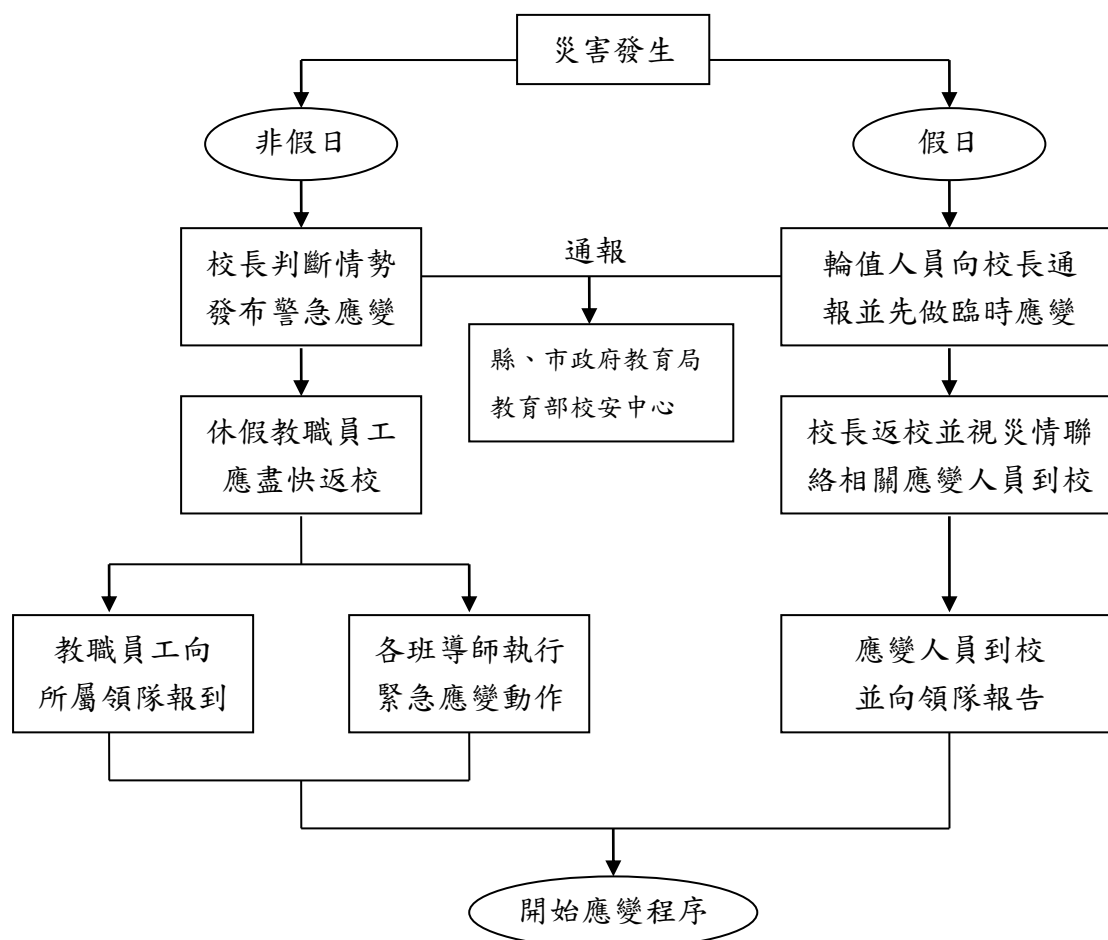 災害發生
非假日
假日
校長判斷情勢
發布警急應變
通報
輪值人員向校長通
報並先做臨時應變
縣、市政府教育局
教育部校安中心
休假教職員工
應盡快返校
校長返校並視災情聯
絡相關應變人員到校
教職員工向
所屬領隊報到
各班導師執行
緊急應變動作
應變人員到校
並向領隊報告
開始應變程序